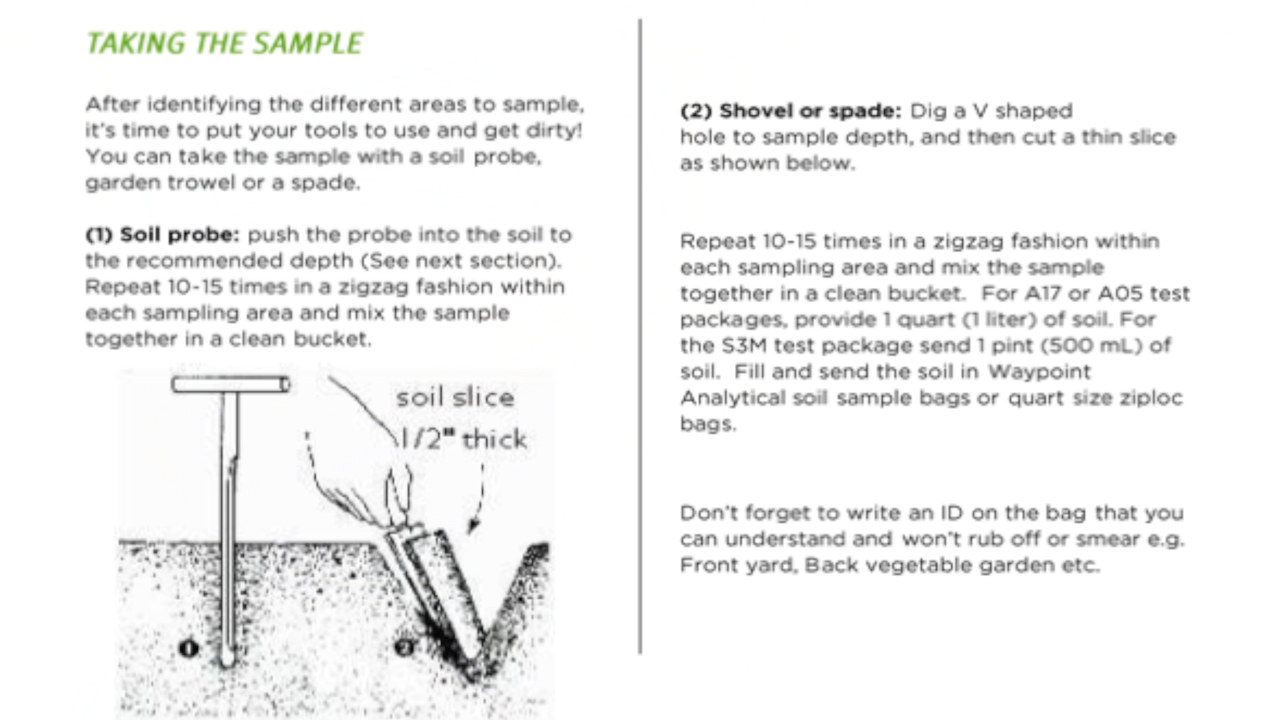 TAKING THE SAMPLE
After identifying the different areas to sample,
it's time to put your tools to use and get dirty!
You can take the sample with a soil probe,
garden trowel or a spade.
(1) Soil probe: push the probe into the soil to
the recommended depth (See next section).
Repeat 10-15 times in a zigzag fashion within
each sampling area and mix the sample
together in a clean bucket.
soil slice
1/2" thick
1
2
(2) Shovel or spade: Dig a V shaped
hole to sample depth, and then cut a thin slice
as shown below.
Repeat 10-15 times in a zigzag fashion within
each sampling area and mix the sample
together in a clean bucket.  For A17 or A05 test
packages, provide 1 quart (1 liter) of soil. For
the S3M test package send 1 pint (500 mL) of
soil.  Fill and send the soil in Waypoint
Analytical soil sample bags or quart size ziploc
bags.
Don't forget to write an ID on the bag that you
can understand and won't rub off or smear e.g.
Front yard, Back vegetable garden etc.